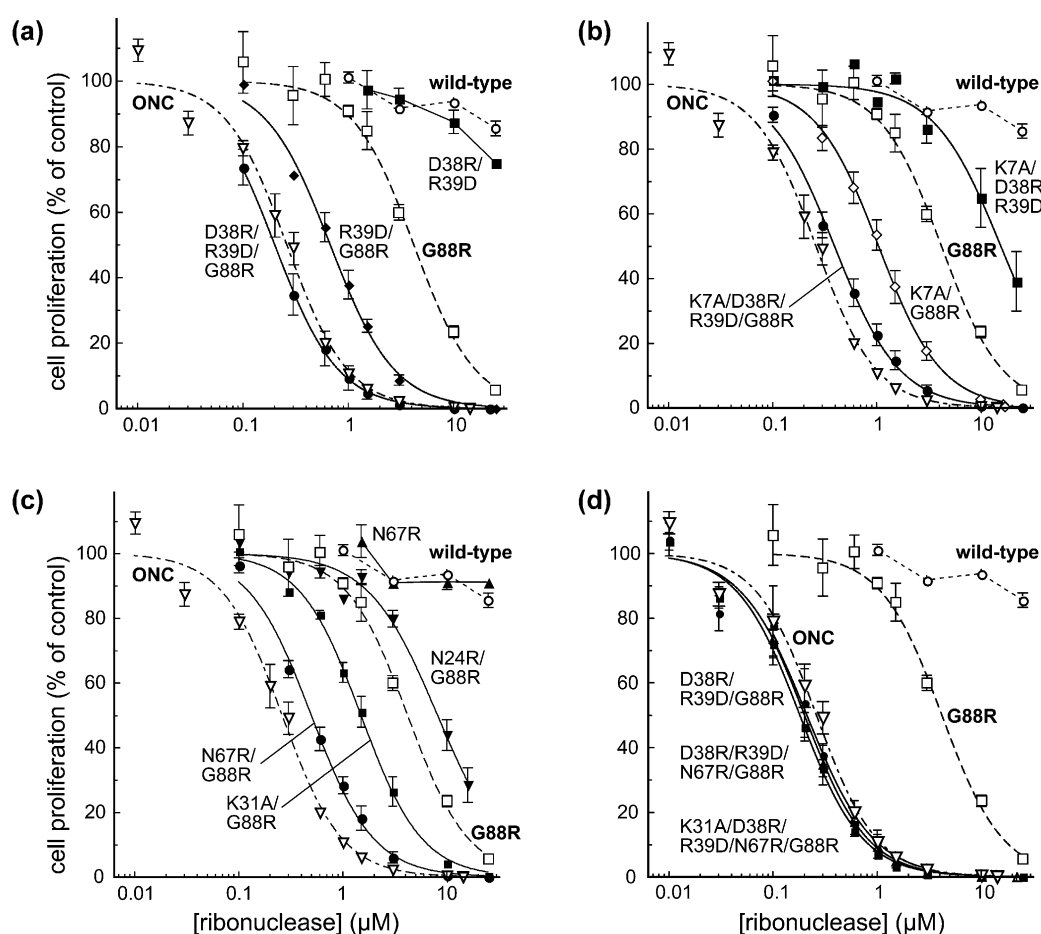 (a)
cell proliferation (% of control)
100
80
60
40
20
0
0.01
0.1
1
10
ONC
wild-type
D38R/
R39D
D38R/
R39D/
G88R
R39D/
G88R
G88R
(b)
100
80
60
40
20
0
0.01
0.1
1
10
ONC
wild-type
K7A/
D38R/
R39D
G88R
K7A/D38R/
R39D/G88R
K7A/
G88R
(c)
cell proliferation (% of control)
100
80
60
40
20
0
0.01
0.1
1
10
[ribonuclease] (µM)
ONC
N67R
wild-type
N24R/
G88R
N67R/
G88R
K31A/
G88R
G88R
(d)
100
80
60
40
20
0
0.01
0.1
1
10
[ribonuclease] (µM)
wild-type
ONC
D38R/
R39D/G88R
G88R
D38R/R39D/
N67R/G88R
K31A/D38R/
R39D/N67R/G88R